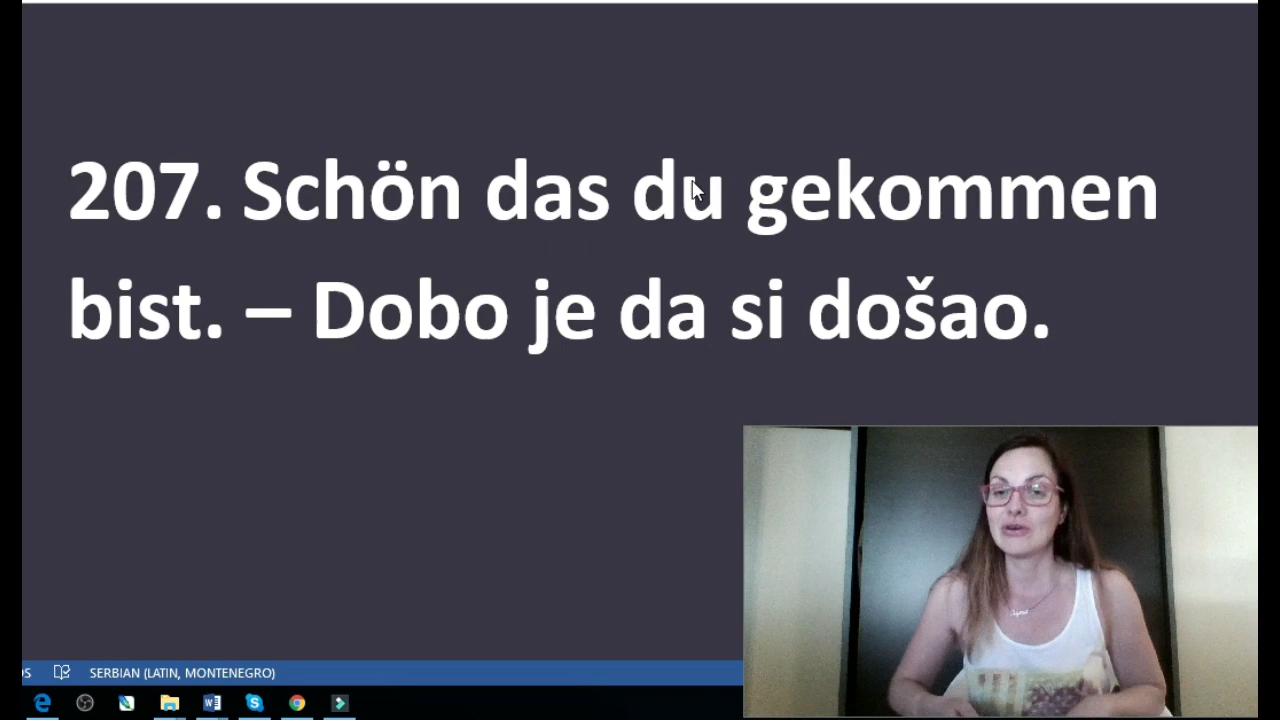 207. Schön das du gekommen
bist. – Dobo je da si došao.
SERBIAN (LATIN, MONTENEGRO)